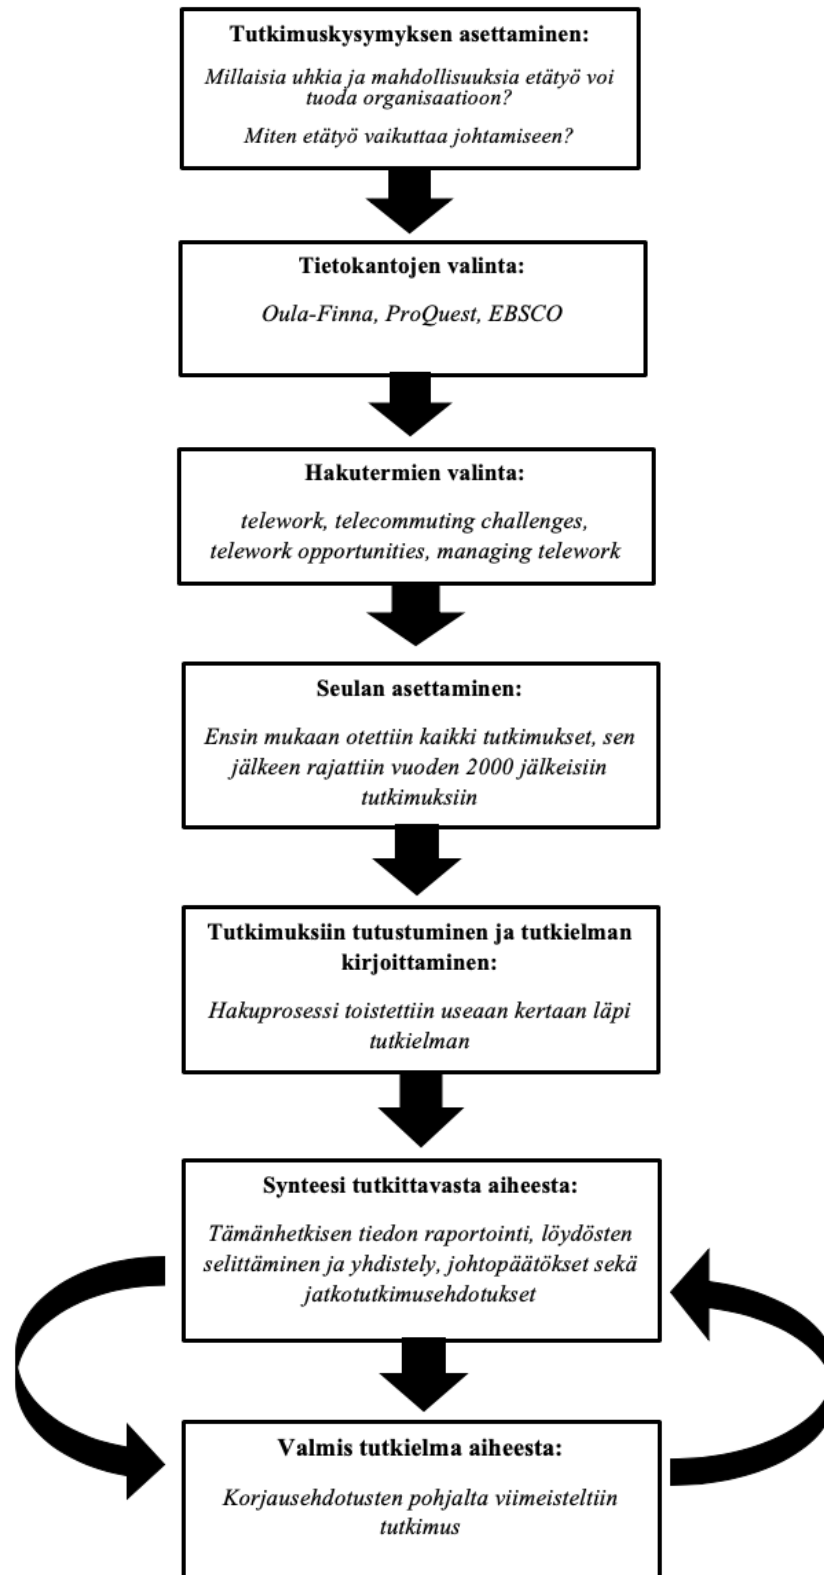 Tutkimuskysymyksen asettaminen:
Millaisia uhkia ja mahdollisuuksia etätyö voi
tuoda organisaatioon?
Miten etätyö vaikuttaa johtamiseen?
Tietokantojen valinta:
Oula-Finna, ProQuest, EBSCO
Hakutermien valinta:
telework, telecommuting challenges,
telework opportunities, managing telework
Seulan asettaminen:
Ensin mukaan otettiin kaikki tutkimukset, sen
jälkeen rajattiin vuoden 2000 jälkeisiin
tutkimuksiin
Tutkimuksiin tutustuminen ja tutkielman
kirjoittaminen:
Hakuprosessi toistettiin useaan kertaan läpi
tutkielman
Synteesi tutkittavasta aiheesta:
Tämänhetkisen tiedon raportointi, löydösten
selittäminen ja yhdistely, johtopäätökset sekä
jatkotutkimusehdotukset
Valmis tutkielma aiheesta:
Korjausehdotusten pohjalta viimeisteltiin
tutkimus